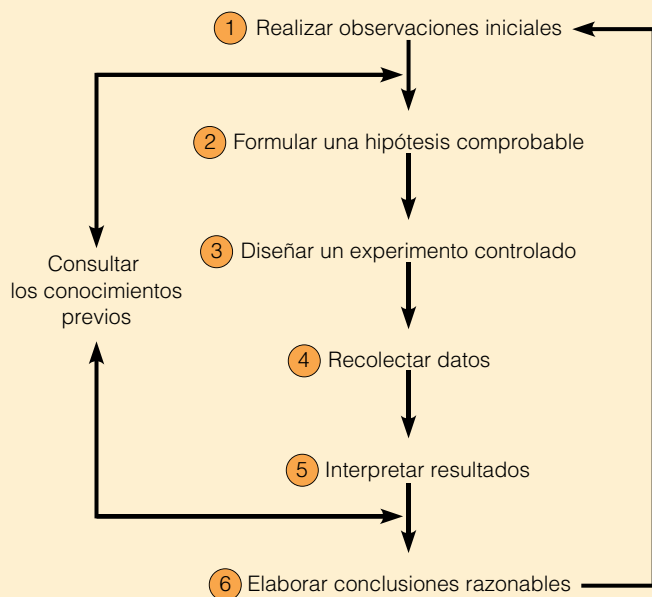 1 Realizar observaciones iniciales
2 Formular una hipótesis comprobable
3 Diseñar un experimento controlado
Consultar
los conocimientos
previos
4 Recolectar datos
5 Interpretar resultados
6 Elaborar conclusiones razonables